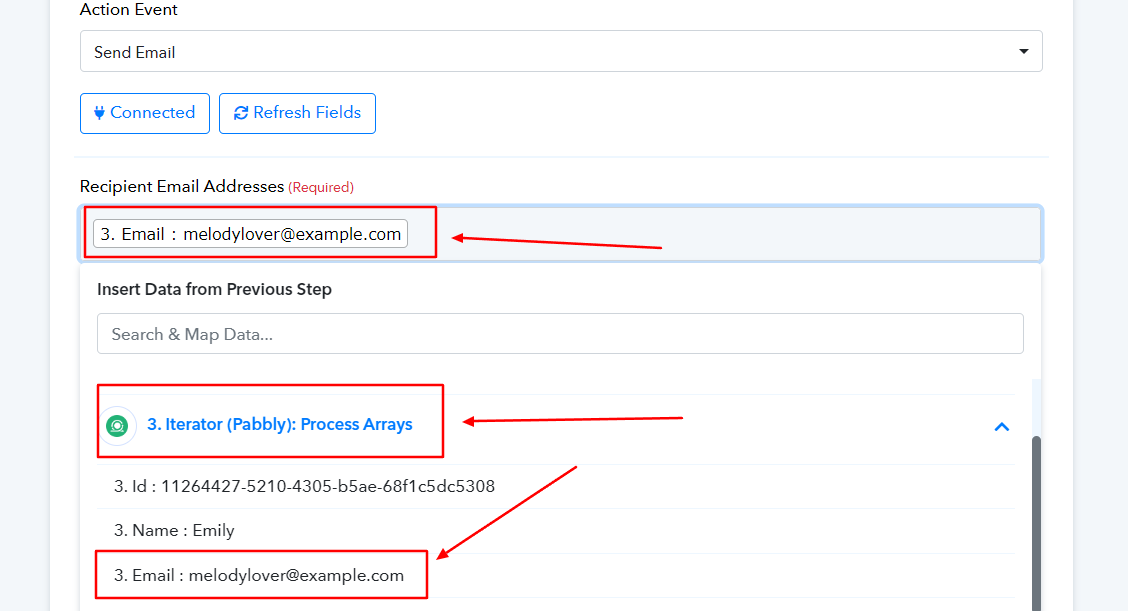 Action Event
Send Email
Connected
Refresh Fields
Recipient Email Addresses (Required)
3. Email : melodylover@example.com
Insert Data from Previous Step
Search & Map Data...
3. Iterator (Pabbly): Process Arrays
3. Id : 11264427-5210-4305-b5ae-68f1c5dc5308
3. Name : Emily
3. Email : melodylover@example.com